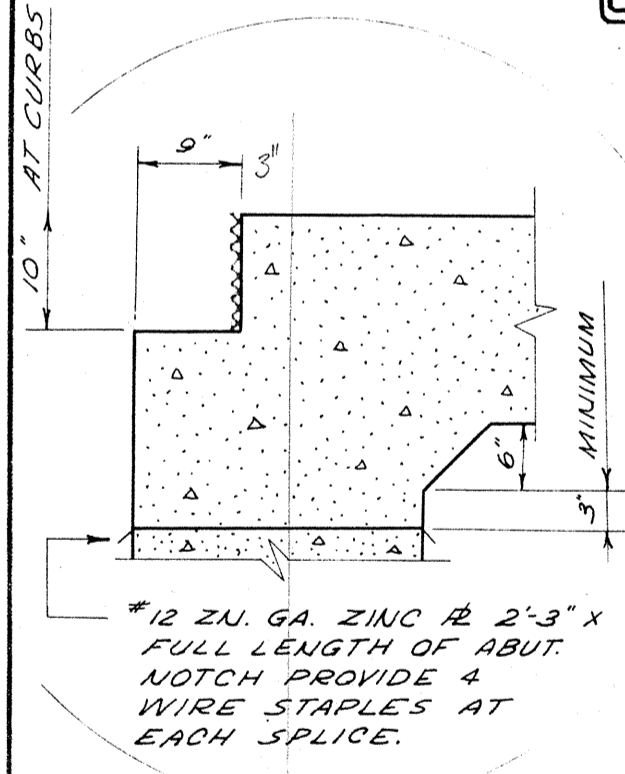 10" AT CURBS
9"
3"
MINIMUM
6"
3"
#12 ZN. GA. ZINC PL 2'-3" X
FULL LENGTH OF ABUT.
NOTCH PROVIDE 4
WIRE STAPLES AT
EACH SPLICE.